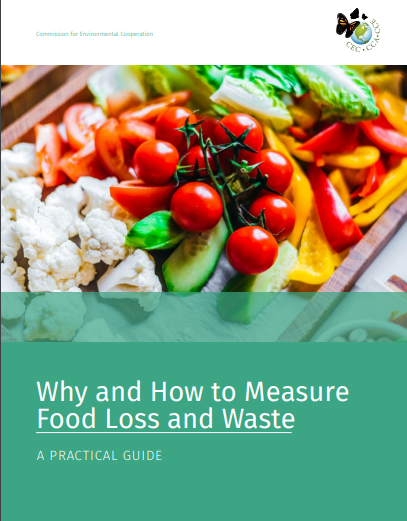 Commission for Environmental Cooperation
CEC • CCA • CCE
Why and How to Measure
Food Loss and Waste
A PRACTICAL GUIDE